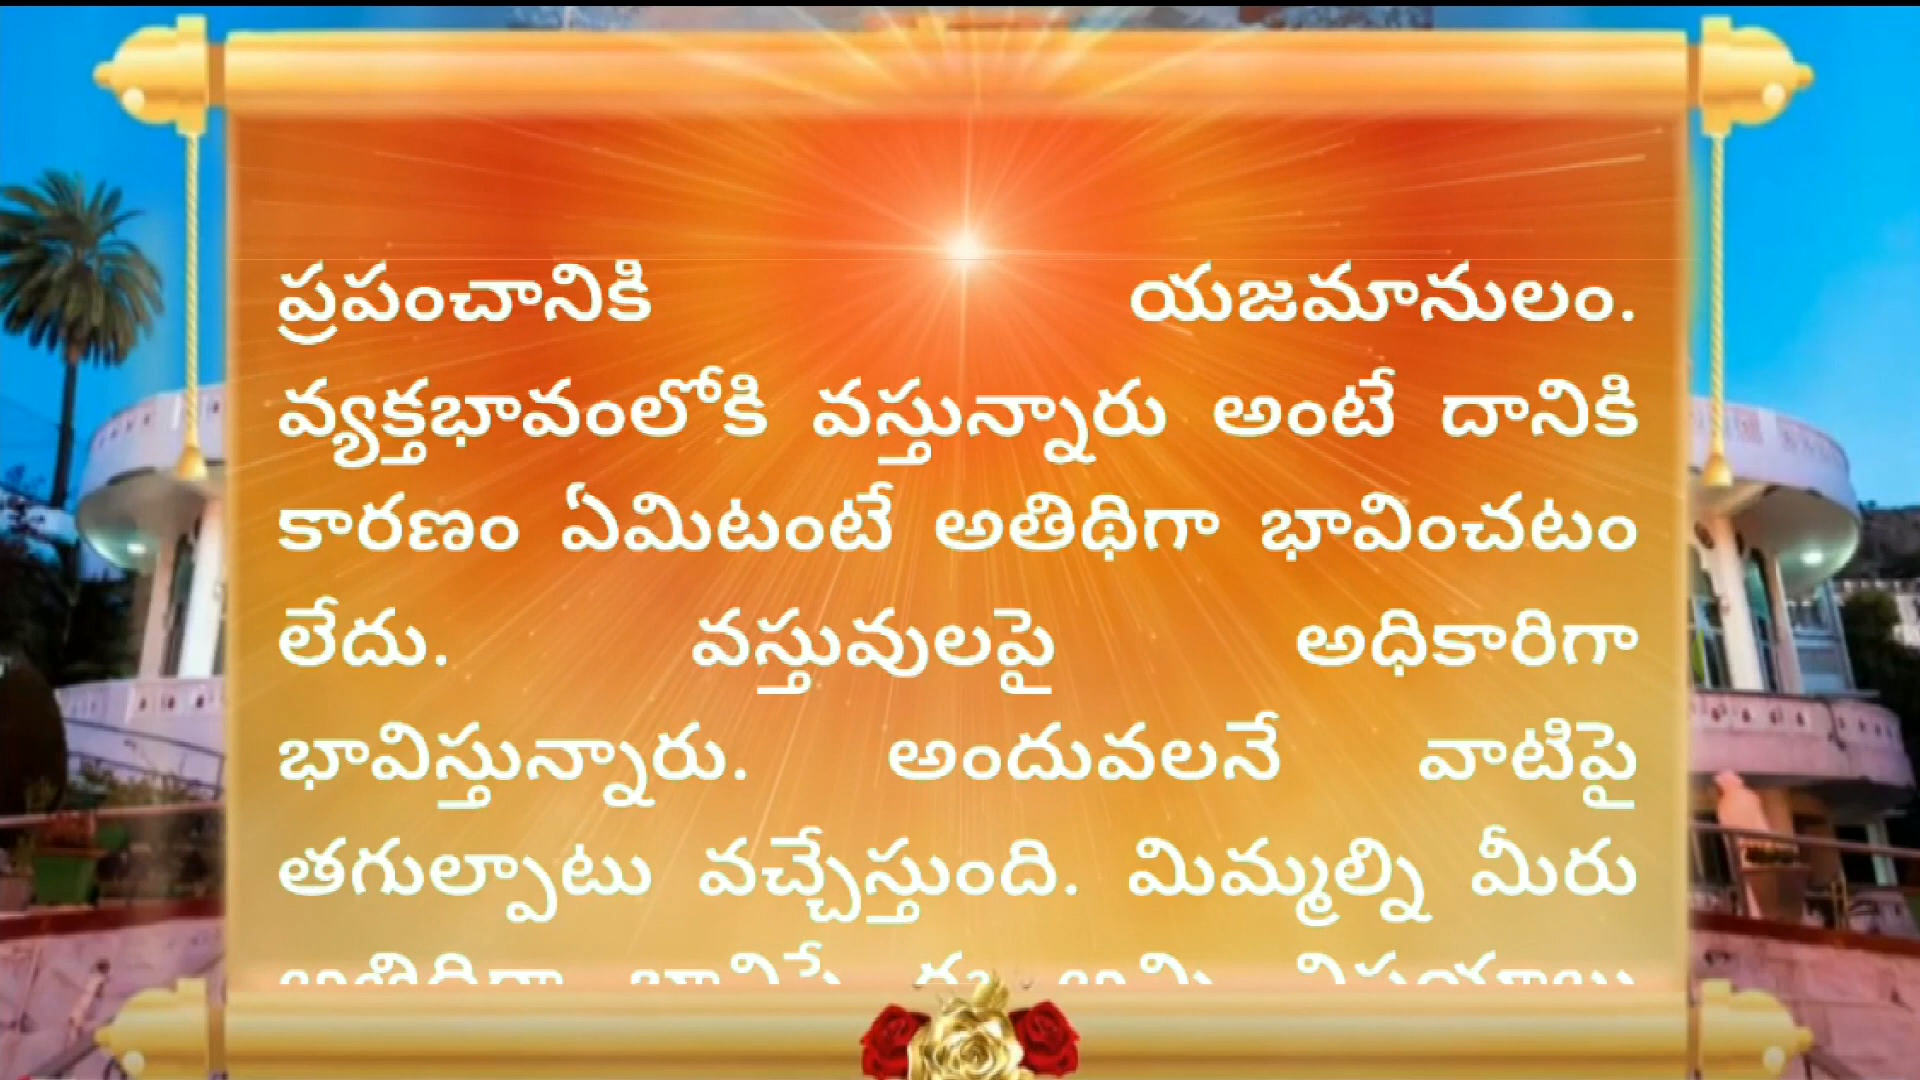 ప్రపంచానికి యజమానులం.
వ్యక్తభావంలోకి వస్తున్నారు అంటే దానికి
కారణం ఏమిటంటే అతిథిగా భావించటం
లేదు. వస్తువులపై అధికారిగా
భావిస్తున్నారు. అందువలనే వాటిపై
తగుల్పాటు వచ్చేస్తుంది. మిమ్మల్ని మీరు